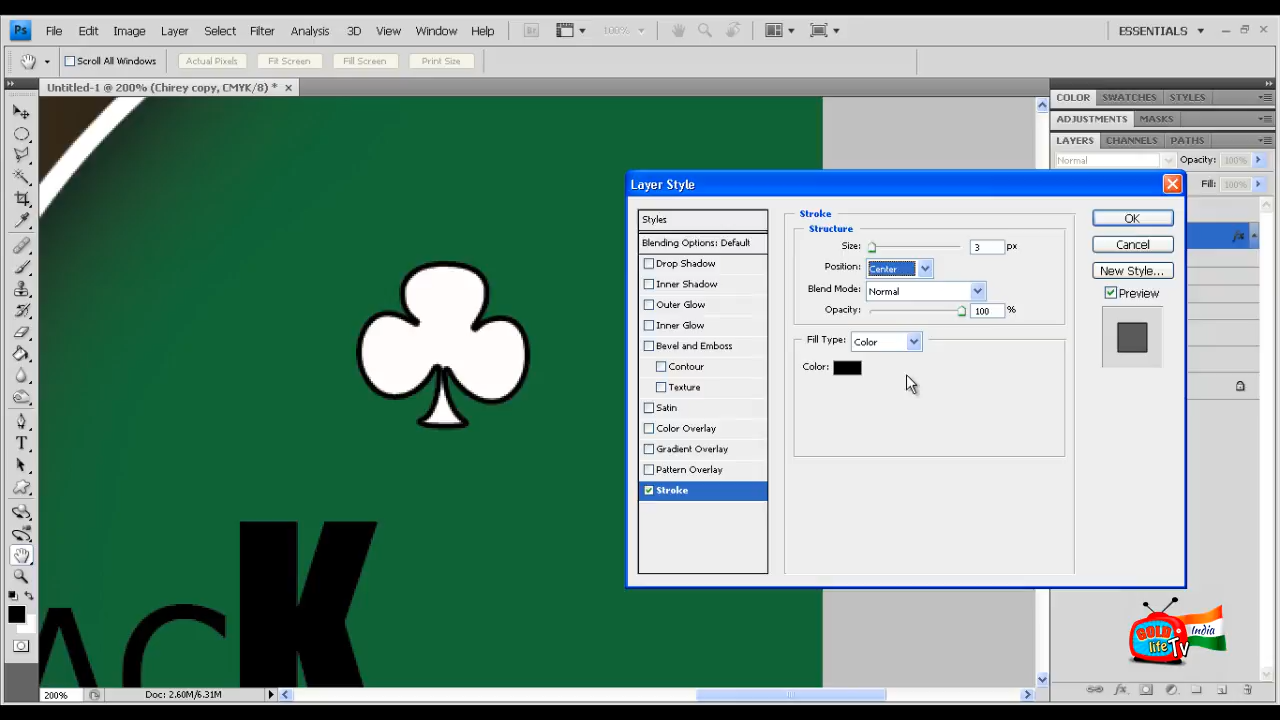 Ps File Edit Image Layer Select Filter Analysis 3D View Window Help Br 100% ESSENTIALS
Scroll All Windows Actual Pixels Fit Screen Fill Screen Print Size
Untitled-1 @ 200% (Chirey copy, CMYK/8) *
COLOR SWATCHES STYLES
ADJUSTMENTS MASKS
LAYERS CHANNELS PATHS
Normal Opacity: 100%
Fill: 100%
Layer Style
Styles
Blending Options: Default
Drop Shadow
Inner Shadow
Outer Glow
Inner Glow
Bevel and Emboss
Contour
Texture
Satin
Color Overlay
Gradient Overlay
Pattern Overlay
Stroke
Stroke
Structure
Size: 3 px
Position: Center
Blend Mode: Normal
Opacity: 100 %
Fill Type: Color
Color:
OK
Cancel
New Style...
Preview
fx
ACK
GOLD life Tv India
200% Doc: 2.60M/6.31M